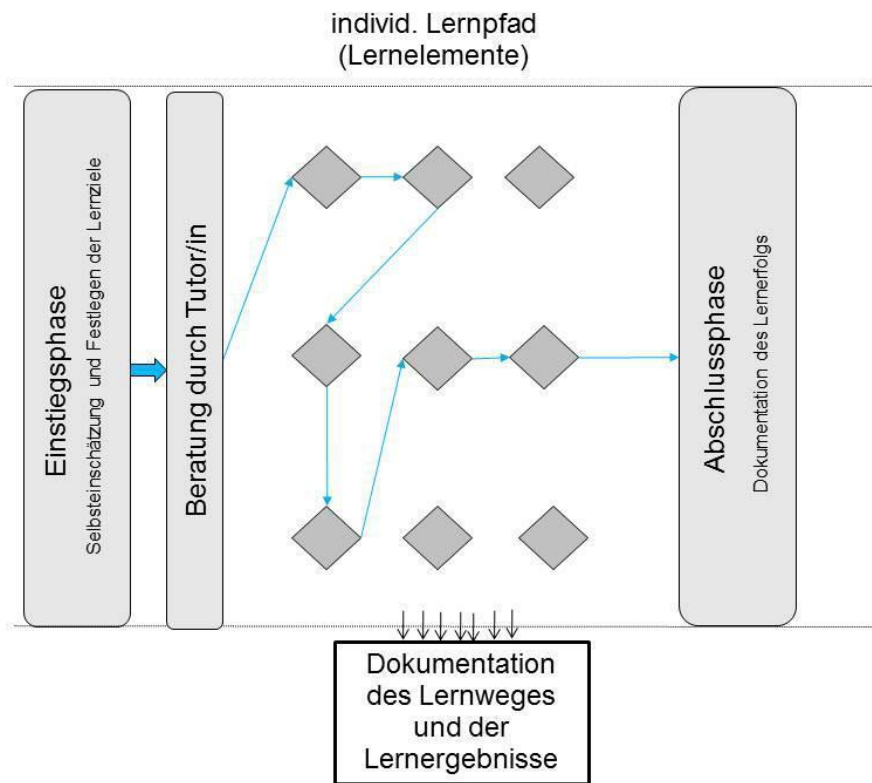 individ. Lernpfad
(Lernelemente)
Einstiegsphase
Selbsteinschätzung und Festlegen der Lernziele
Beratung durch Tutor/in
Abschlussphase
Dokumentation des Lernerfolgs
Dokumentation
des Lernweges
und der
Lernergebnisse